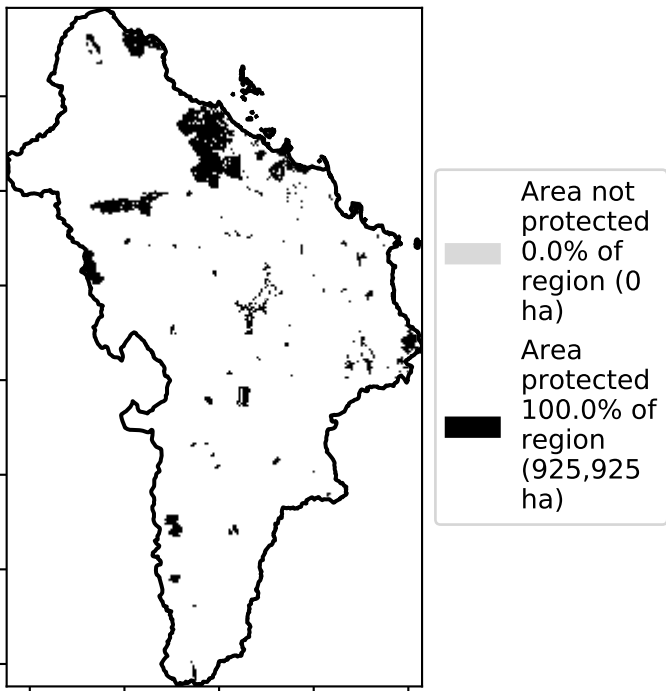 Area not
protected
0.0% of
region (0
ha)
Area
protected
100.0% of
region
(925,925
ha)